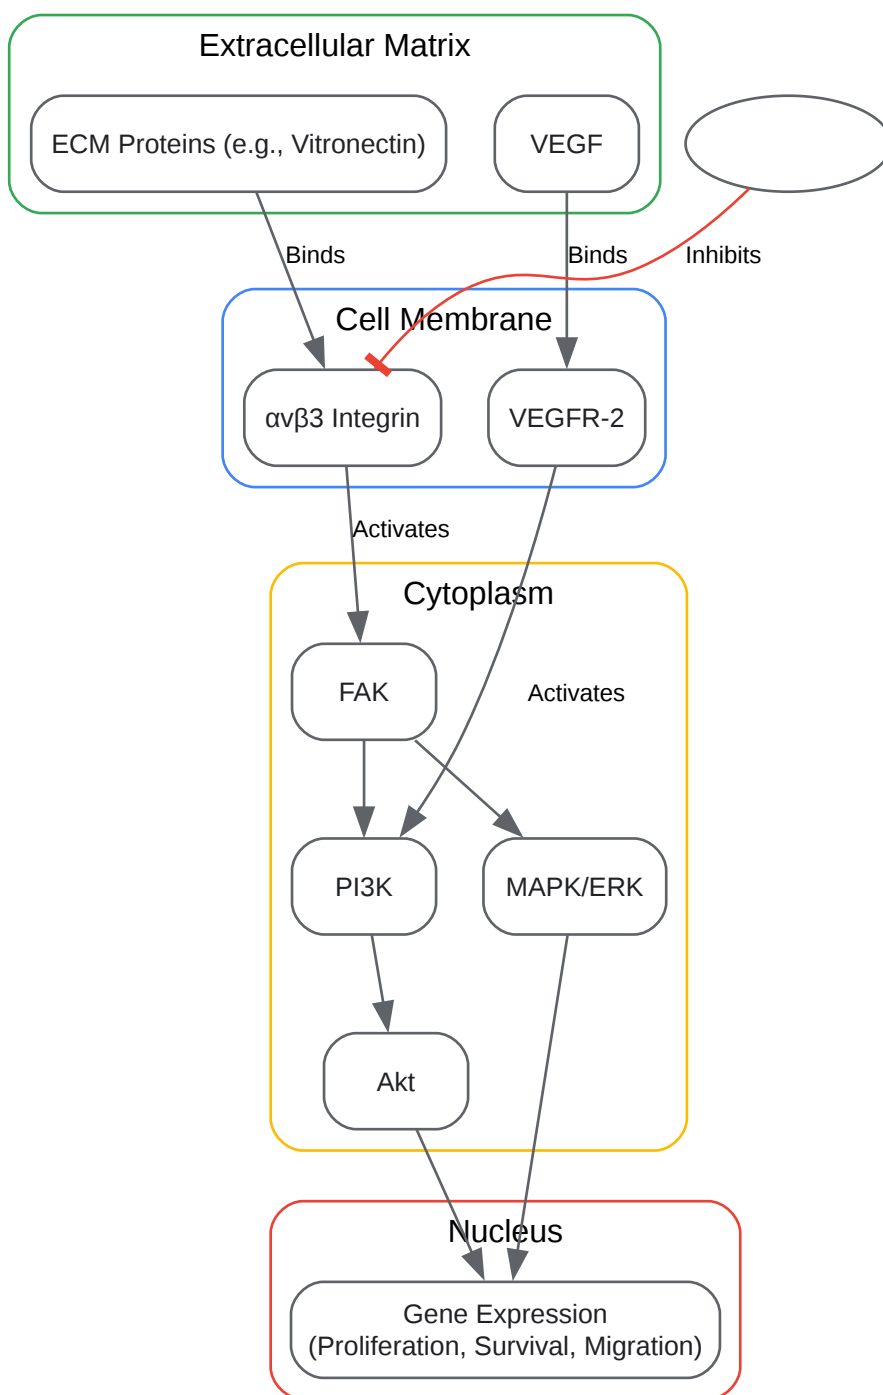 Extracellular Matrix
ECM Proteins (e.g., Vitronectin)
VEGF
Binds
Binds
Inhibits
Cell Membrane
αvβ3 Integrin
VEGFR-2
Activates
Cytoplasm
FAK
Activates
PI3K
MAPK/ERK
Akt
Nucleus
Gene Expression
(Proliferation, Survival, Migration)